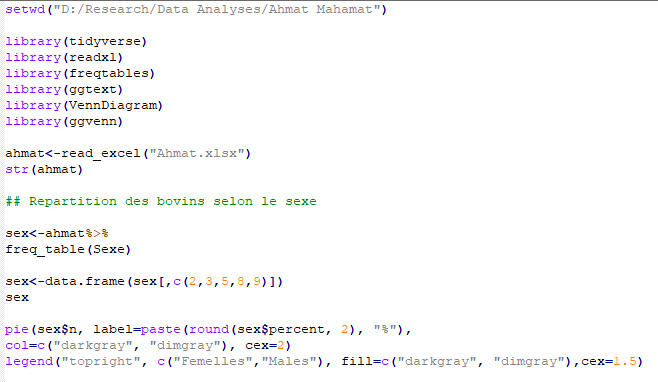 setwd("D:/Research/Data Analyses/Ahmat Mahamat")
library(tidyverse)
library(readxl)
library(freqtables)
library(ggtext)
library(VennDiagram)
library(ggvenn)
ahmat<-read_excel("Ahmat.xlsx")
str(ahmat)
## Repartition des bovins selon le sexe
sex<-ahmat%>%
freq_table(Sexe)
sex<-data.frame(sex[,c(2,3,5,8,9)])
sex
pie(sex$n, label=paste(round(sex$percent, 2), "%"),
col=c("darkgray", "dimgray"), cex=2)
legend("topright", c("Femelles","Males"), fill=c("darkgray", "dimgray"),cex=1.5)